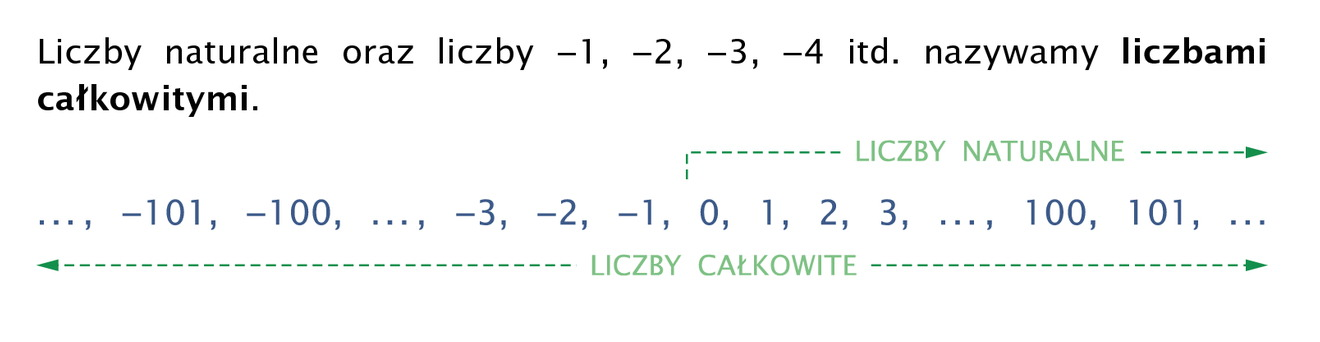 Liczby naturalne oraz liczby −1, −2, −3, −4 itd. nazywamy liczbami
całkowitymi.
LICZBY NATURALNE
..., −101, −100, ..., −3, −2, −1, 0, 1, 2, 3, ..., 100, 101, ...
LICZBY CAŁKOWITE